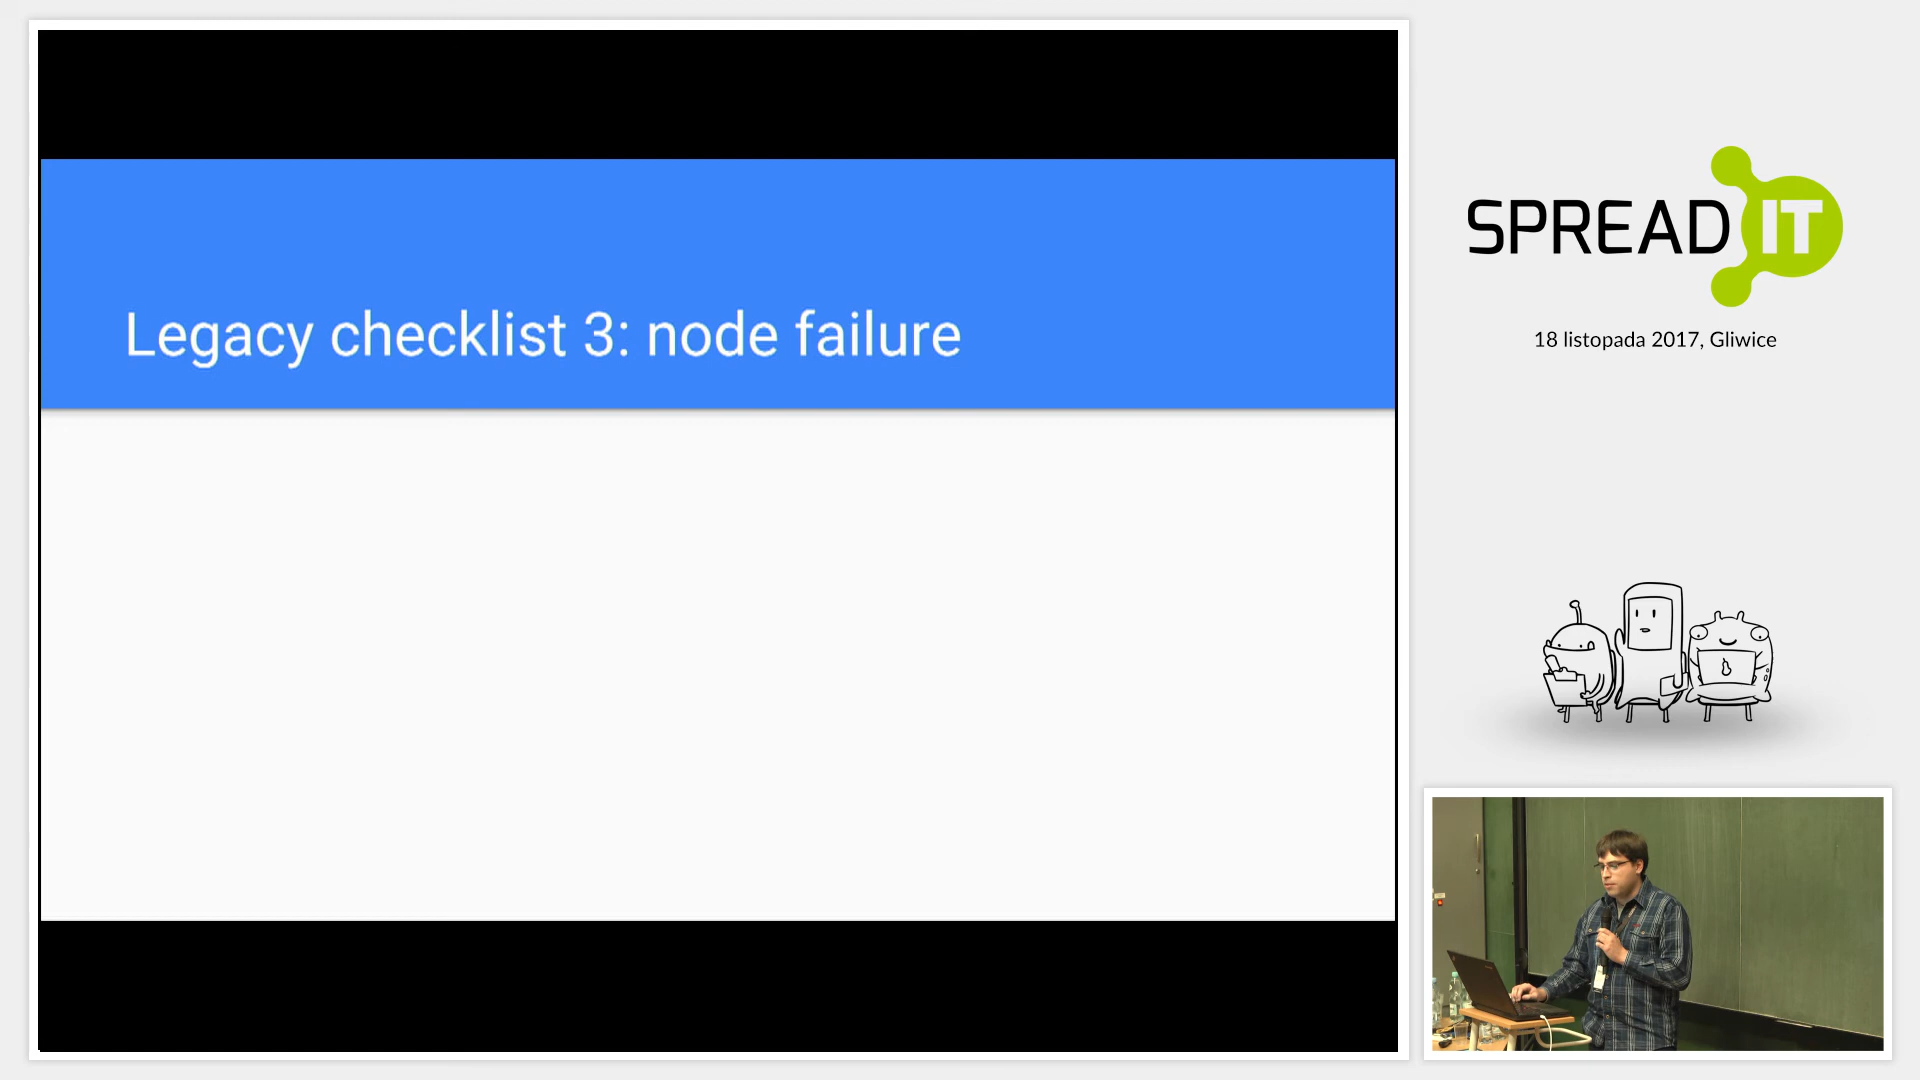 Legacy checklist 3: node failure
SPREAD IT
18 listopada 2017, Gliwice